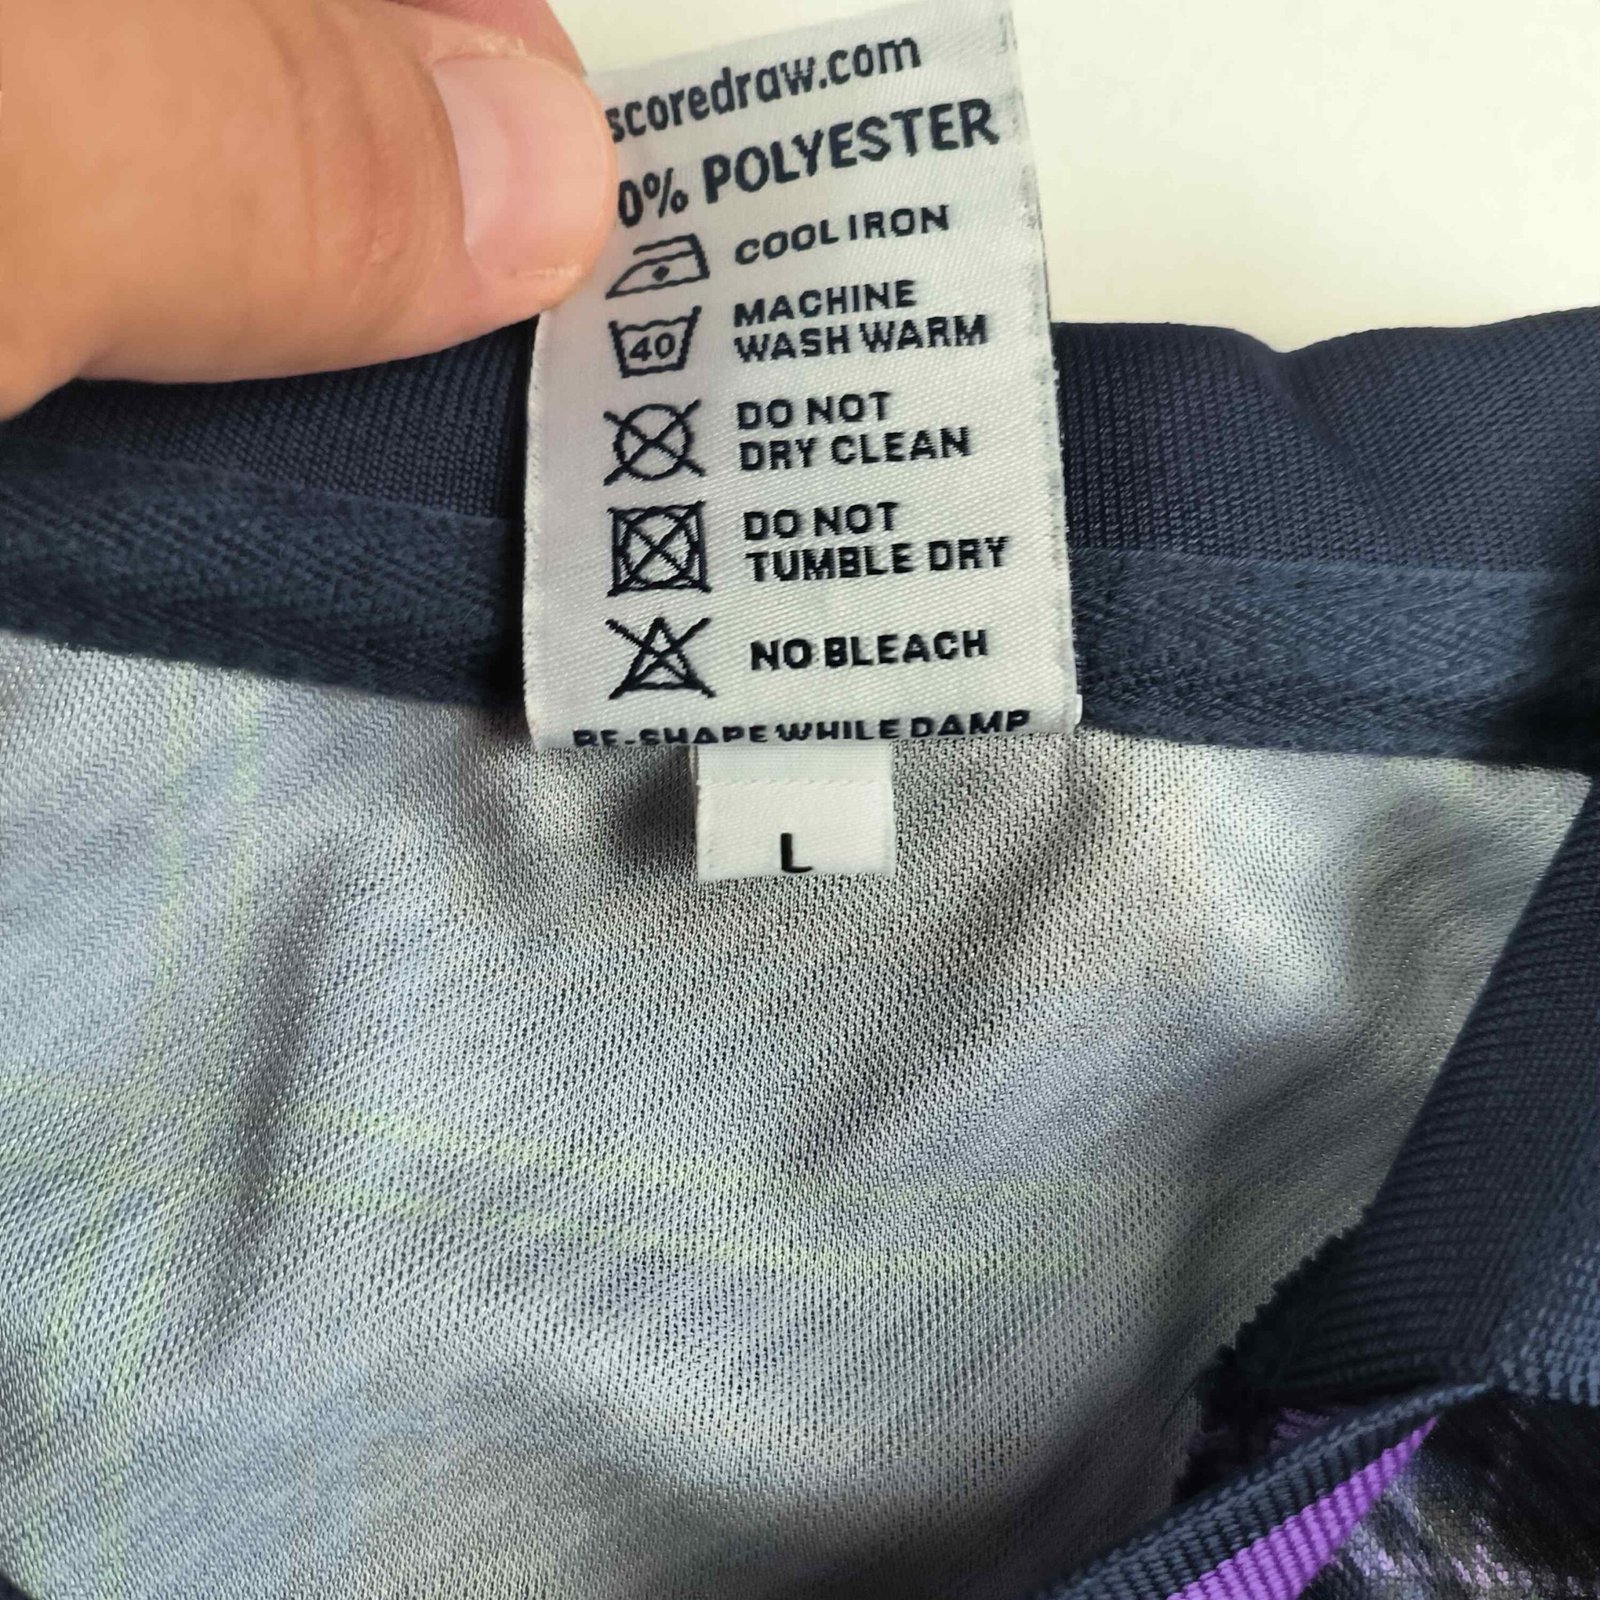 scoredraw.com
0% POLYESTER
COOL IRON
MACHINE
40
WASH WARM
DO NOT
DRY CLEAN
DO NOT
TUMBLE DRY
NO BLEACH
RE-SHAPE WHILE DAMP
L